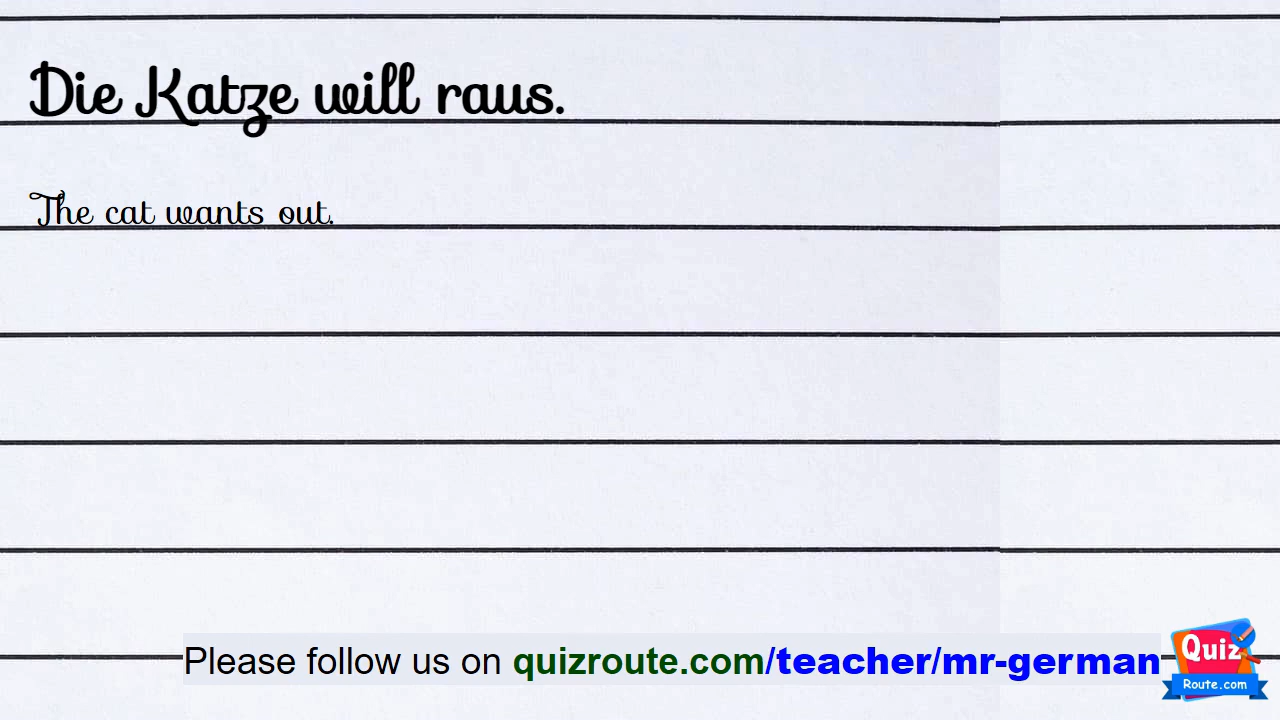 Die Katze will raus.
The cat wants out.
Please follow us on quizroute.com/teacher/mr-german
Quiz
Route.com